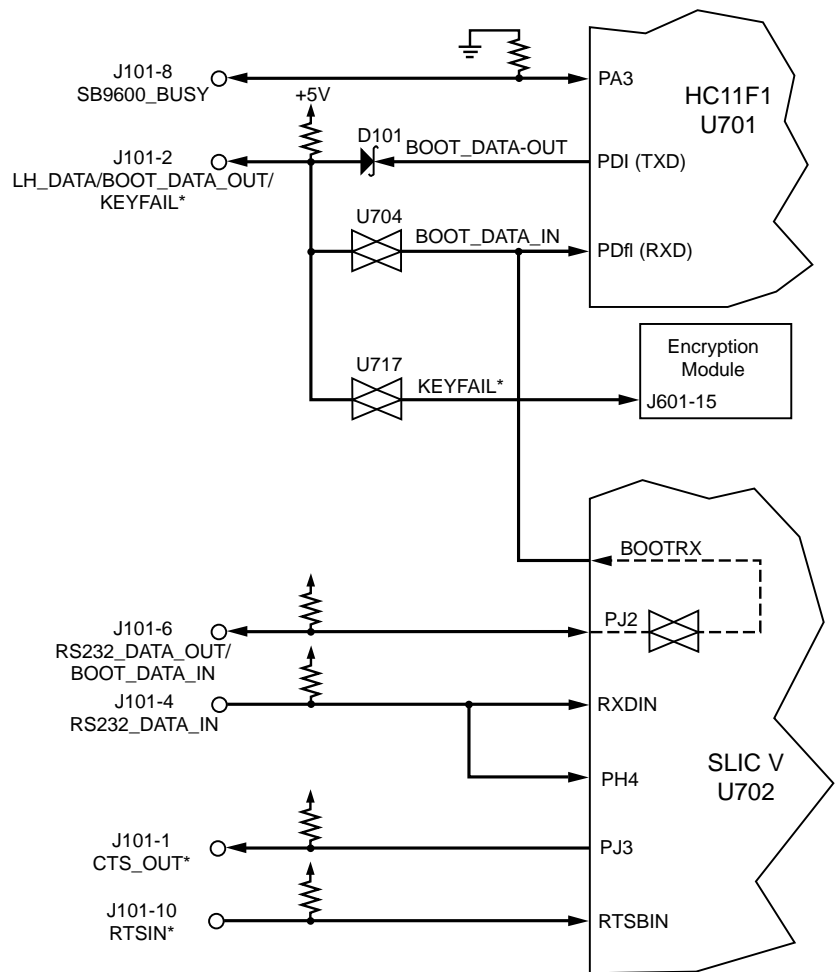 J101-8
SB9600_BUSY
PA3
HC11F1
U701
+5V
D101
BOOT_DATA-OUT
PDI (TXD)
J101-2
LH_DATA/BOOT_DATA_OUT/
KEYFAIL*
U704
BOOT_DATA_IN
PDfl (RXD)
U717
KEYFAIL*
Encryption
Module
J601-15
BOOTRX
PJ2
J101-6
RS232_DATA_OUT/
BOOT_DATA_IN
J101-4
RS232_DATA_IN
RXDIN
PH4
SLIC V
U702
J101-1
CTS_OUT*
PJ3
J101-10
RTSIN*
RTSBIN